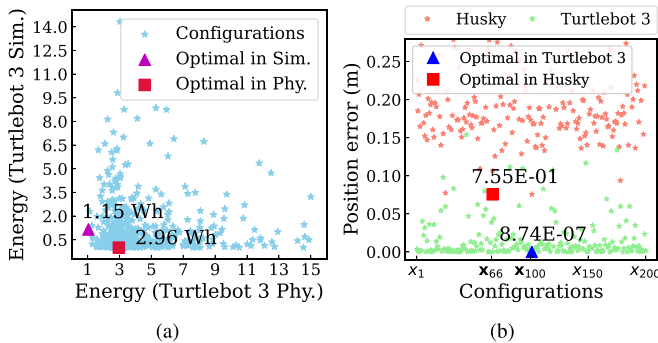 Energy (Turtlebot 3 Sim.)
14.0
12.5
11.0
9.5
8.0
6.5
5.0
3.5
2.0
0.5
Configurations
Optimal in Sim.
Optimal in Phy.
1.15 Wh
2.96 Wh
1 3 5 7 9 11 13 15
Energy (Turtlebot 3 Phy.)
(a)
Husky Turtlebot 3
Position error (m)
0.25
0.20
0.15
0.10
0.05
0.00
Optimal in Turtlebot 3
Optimal in Husky
7.55E-01
8.74E-07
x1 x66 x100 x150 x200
Configurations
(b)